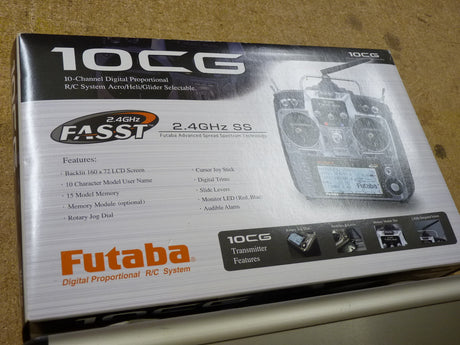 10CG
10CG
10-Channel Digital Proportional
R/C System Acro/Heli/Glider Selectable.
2.4GHz
FASST
2.4GHz SS
Futaba Advanced Spread Spectrum Technology
Features:
· Backlit 160 x 72 LCD Screen
· 10 Character Model/User Name
· 15 Model Memory
· Memory Module (optional)
· Rotary Jog Dial
· Cursor Joy Stick
· Digital Trims
· Slide Levers
· Monitor LED (Red, Blue)
· Audible Alarm
Futaba
Futaba
Digital Proportional R/C System
10CG
Transmitter
Features
10CG